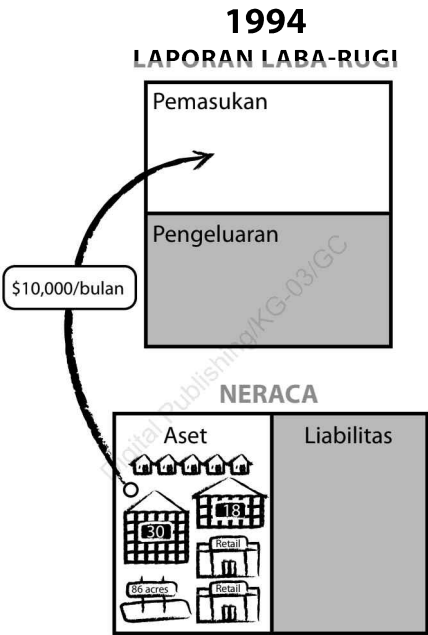 1994
LAPORAN LABA-RUGI
Pemasukan
Pengeluaran
$10,000/bulan
Digital Publishing/KG-03/GC
NERACA
Aset
Liabilitas
30
18
Retail
86 acres
Retail